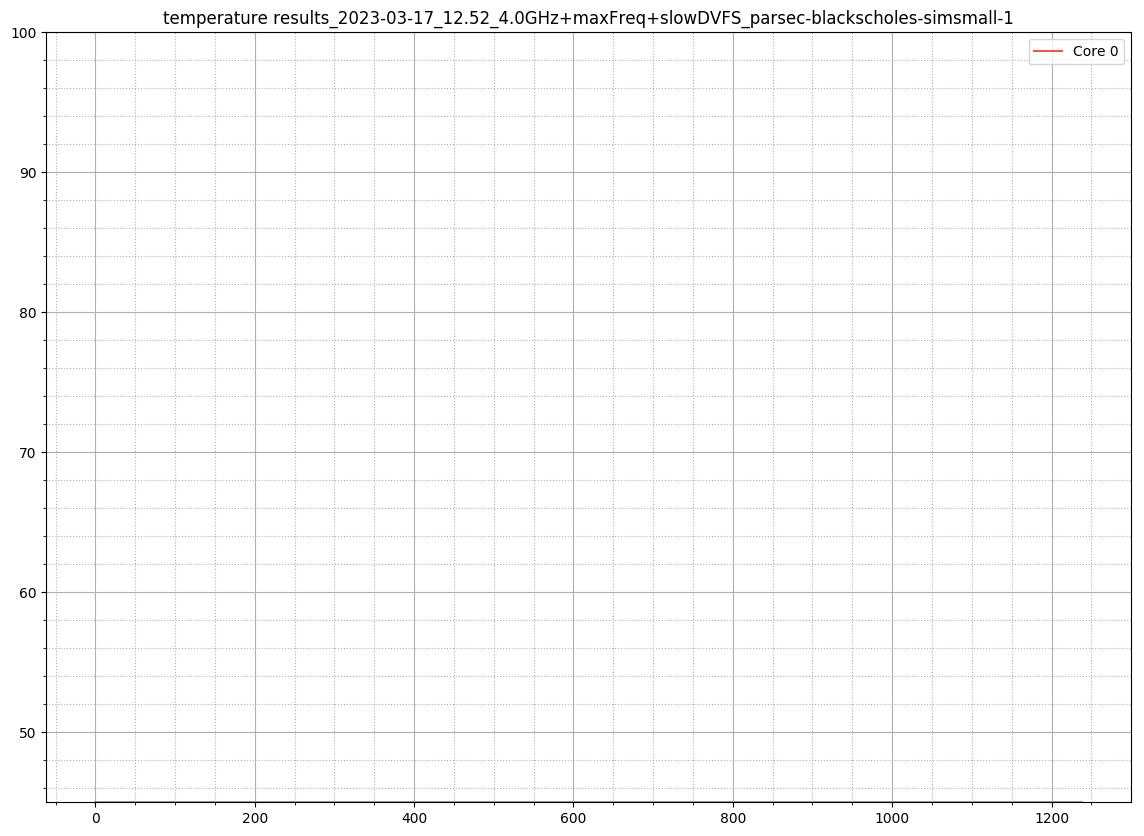 temperature results_2023-03-17_12.52_4.0GHz+maxFreq+slowDVFS_parsec-blackscholes-simsmall-1
Core 0
100
90
80
70
60
50
0 200 400 600 800 1000 1200